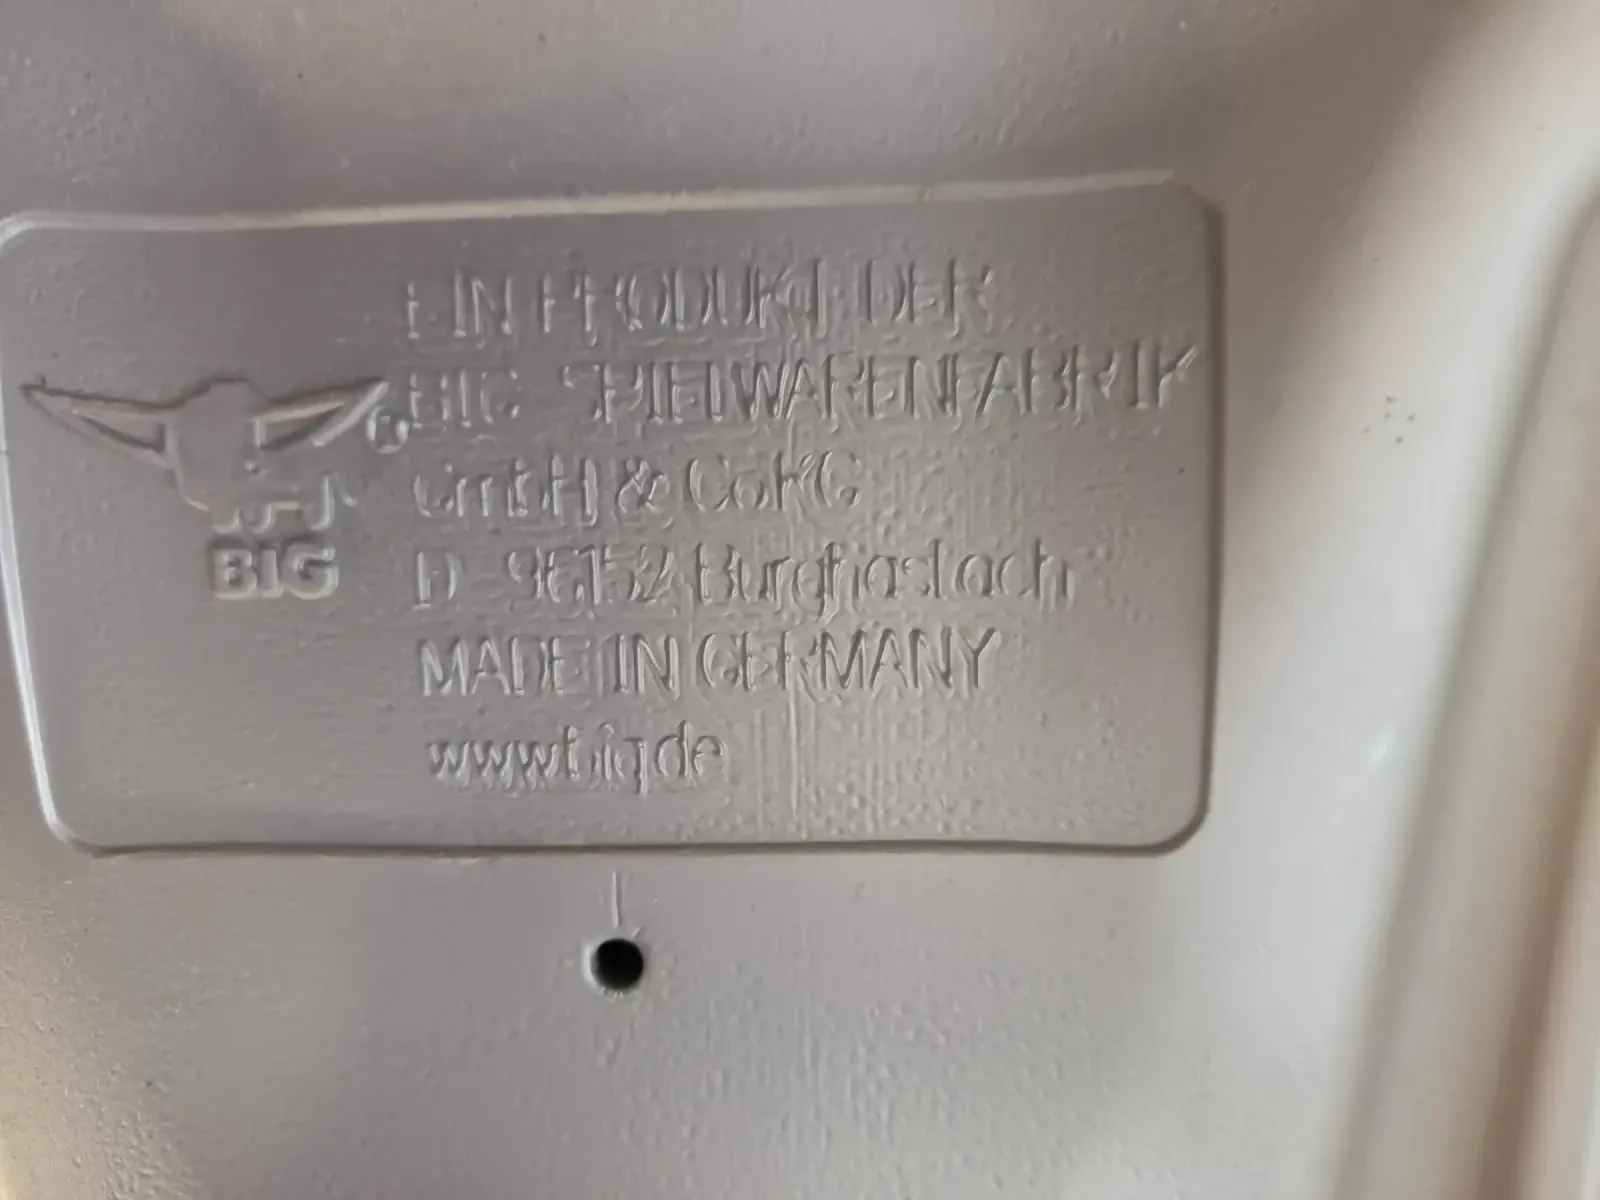 EIN PRODUKT DER
® BIG - SPIELWARENFABRIK
GmbH & Co KG
D - 96152 Burghaslach
MADE IN GERMANY
www.big.de
BIG